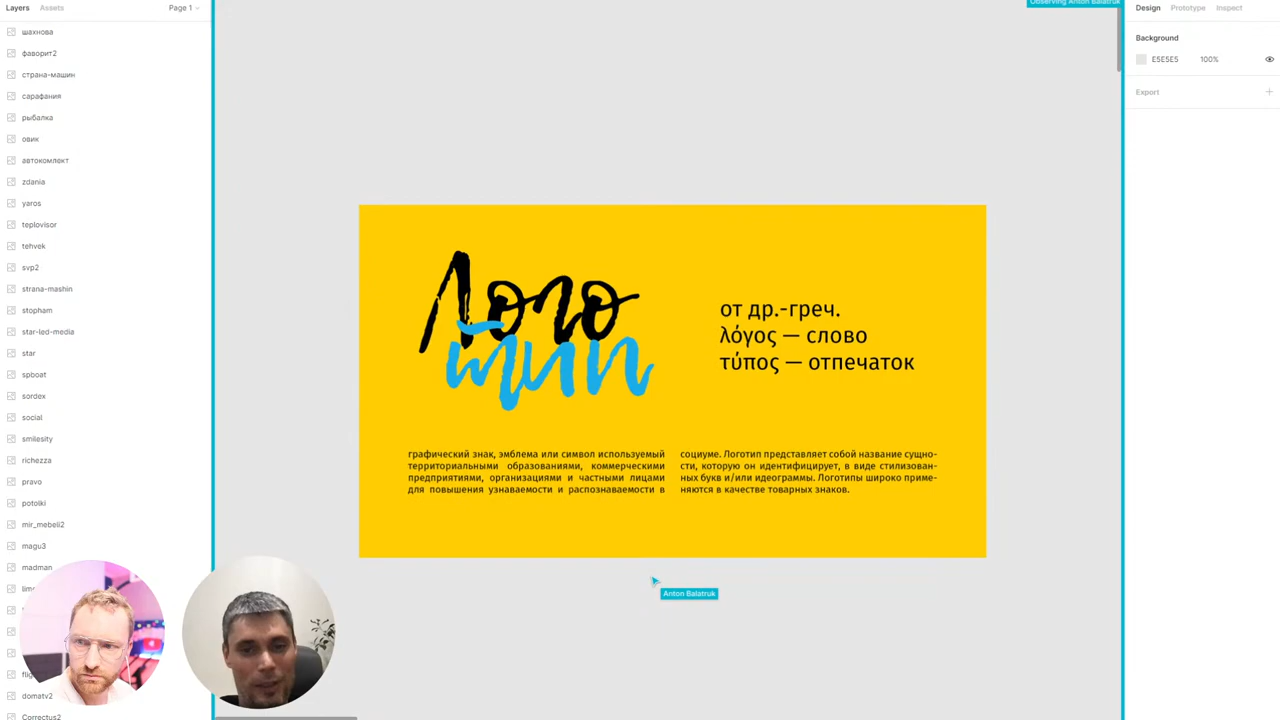 Layers
Assets
Page 1
Observing Anton Balatruk
Design
Prototype
Inspect
Background
E5E5E5
100%
Export
шахнова
фаворит2
страна-машин
сарафания
рыбалка
овик
автокомлект
zdania
yaros
teplovisor
tehvek
svp2
strana-mashin
stopham
star-led-media
star
spboat
sordex
social
smilesity
richezza
pravo
potolki
mir_mebeli2
magu3
madman
domatv2
Correctus2
Лого
тип
от др.-греч.
λόγος — слово
τύπος — отпечаток
графический знак, эмблема или символ используемый
территориальными образованиями, коммерческими
предприятиями, организациями и частными лицами
для повышения узнаваемости и распознаваемости в
социуме. Логотип представляет собой название сущно-
сти, которую он идентифицирует, в виде стилизован-
ных букв и/или идеограммы. Логотипы широко приме-
няются в качестве товарных знаков.
Anton Balatruk